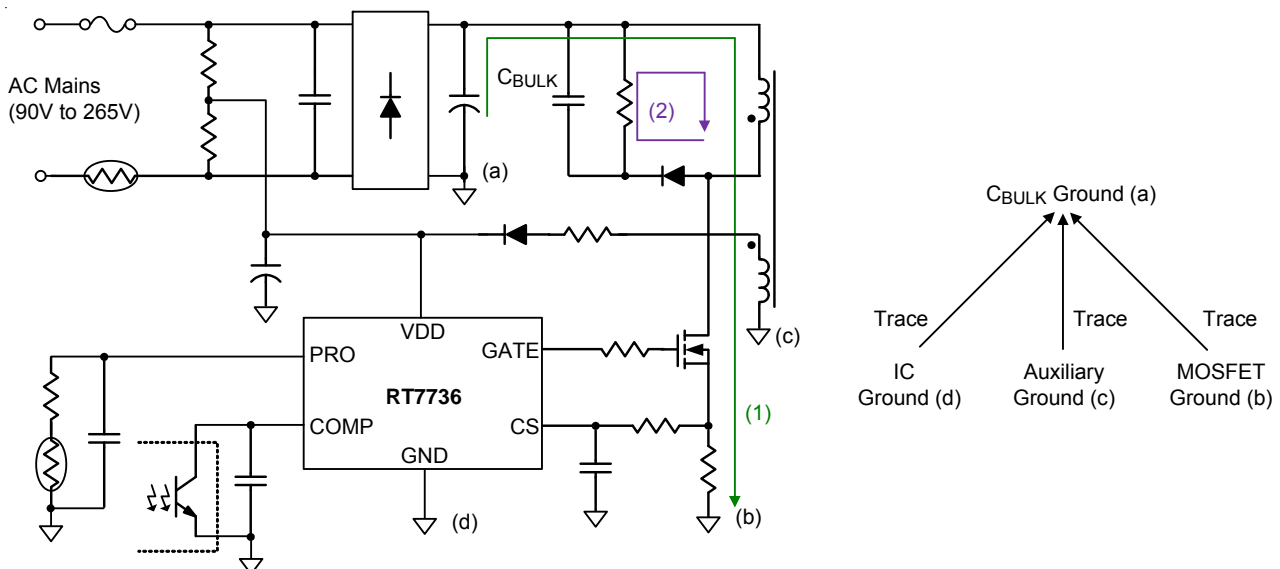 AC Mains
(90V to 265V)
CBULK
(2)
(a)
(c)
VDD
PRO
GATE
RT7736
COMP
CS
GND
(1)
(d)
(b)
CBULK Ground (a)
Trace
Trace
Trace
IC
Ground (d)
Auxiliary
Ground (c)
MOSFET
Ground (b)